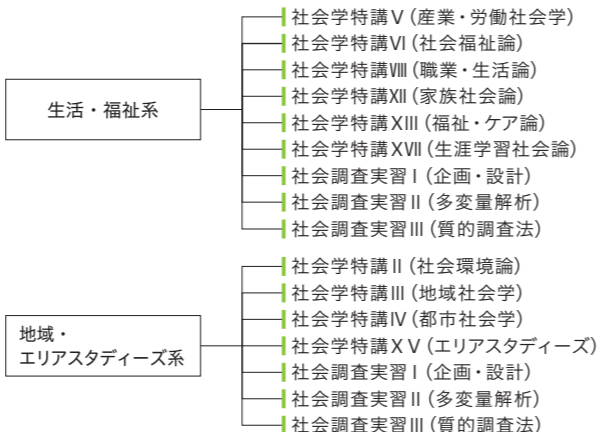 生活・福祉系
社会学特講Ⅴ(産業・労働社会学)
社会学特講Ⅵ(社会福祉論)
社会学特講Ⅷ(職業・生活論)
社会学特講Ⅻ(家族社会論)
社会学特講ⅩⅢ(福祉・ケア論)
社会学特講ⅩⅦ(生涯学習社会論)
社会調査実習Ⅰ(企画・設計)
社会調査実習Ⅱ(多変量解析)
社会調査実習Ⅲ(質的調査法)
地域・
エリアスタディーズ系
社会学特講Ⅱ(社会環境論)
社会学特講Ⅲ(地域社会学)
社会学特講Ⅳ(都市社会学)
社会学特講ⅩⅤ(エリアスタディーズ)
社会調査実習Ⅰ(企画・設計)
社会調査実習Ⅱ(多変量解析)
社会調査実習Ⅲ(質的調査法)